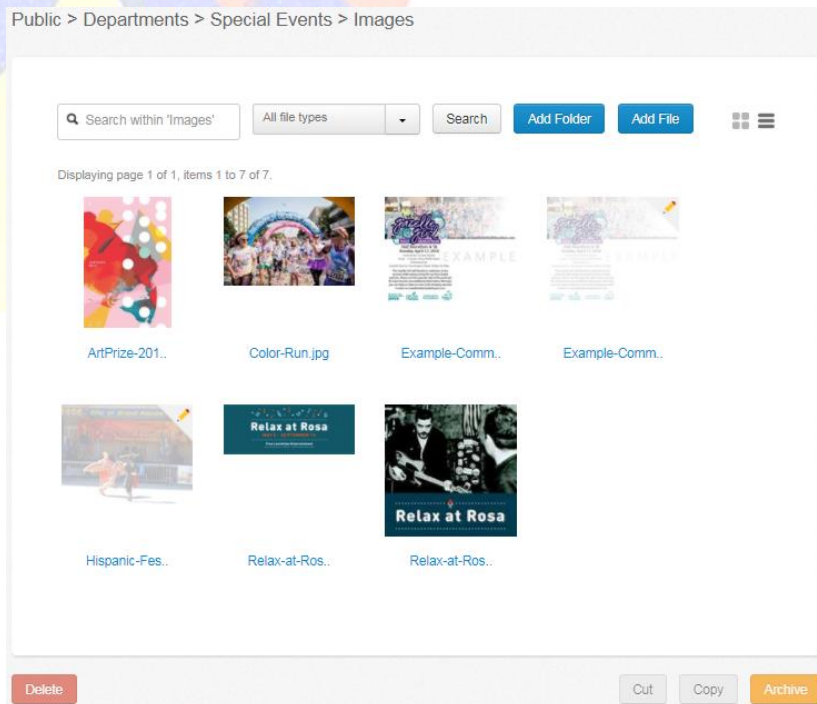 Public > Departments > Special Events > Images
Search within 'Images'
All file types
Search
Add Folder
Add File
Displaying page 1 of 1, items 1 to 7 of 7.
EXAMPLE
ArtPrize-201..
Color-Run.jpg
Example-Comm..
Example-Comm..
Relax at Rosa
Relax at Rosa
Hispanic-Fes..
Relax-at-Ros..
Relax-at-Ros..
Delete
Cut
Copy
Archive